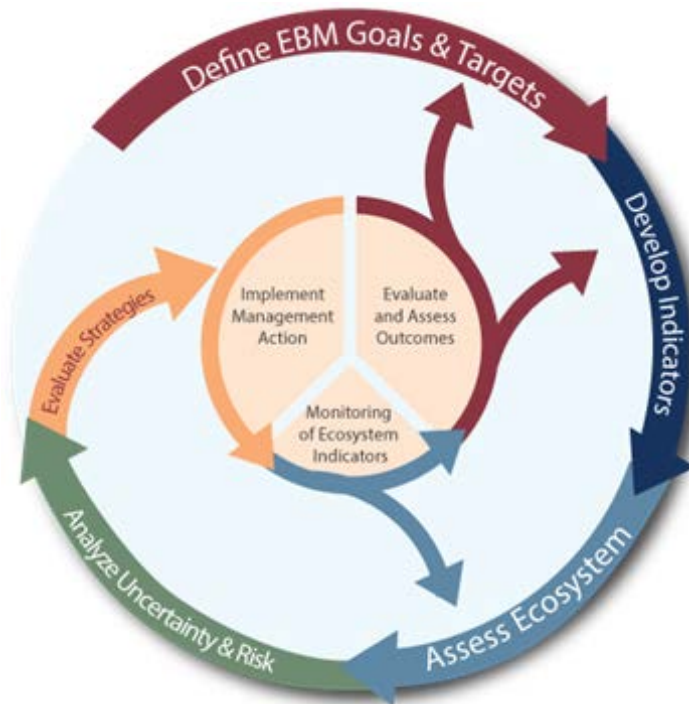 Define EBM Goals & Targets
Develop Indicators
Assess Ecosystem
Analyze Uncertainty & Risk
Evaluate Strategies
Implement
Management
Action
Evaluate
and Assess
Outcomes
Monitoring
of Ecosystem
Indicators